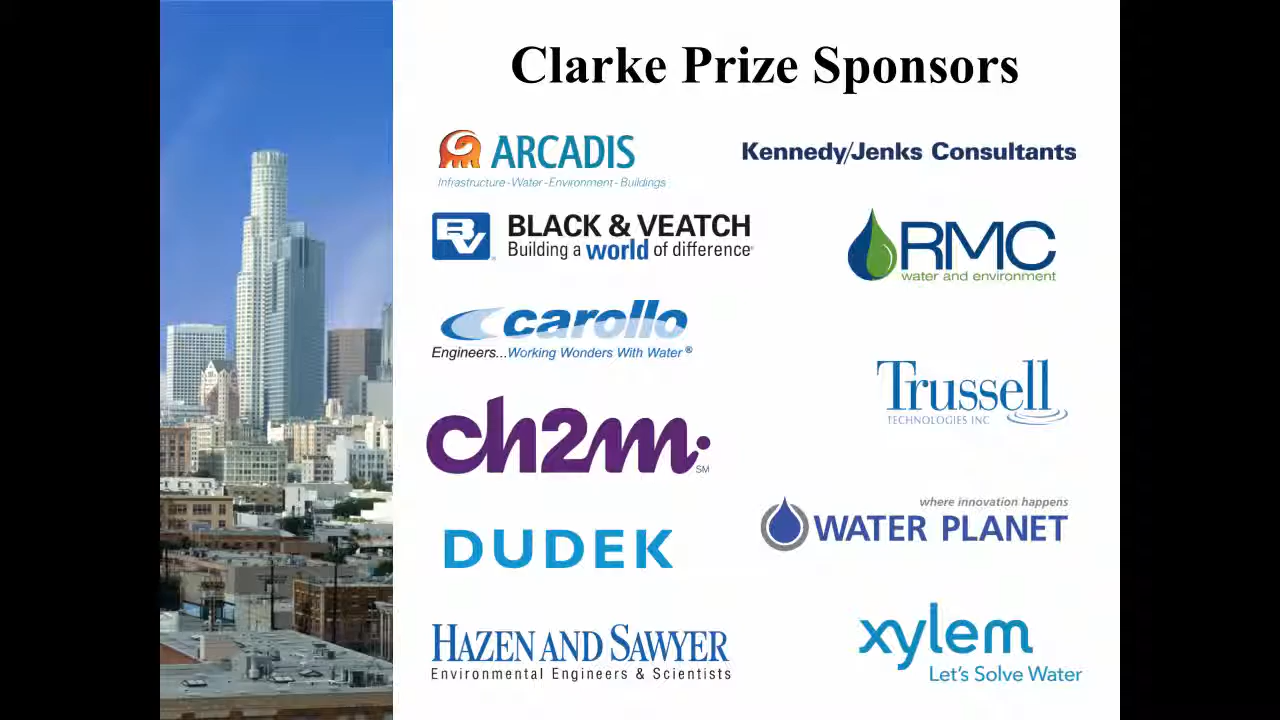 Clarke Prize Sponsors
ARCADIS
Infrastructure - Water - Environment - Buildings
Kennedy/Jenks Consultants
BV
BLACK & VEATCH
Building a world of difference®
RMC
water and environment
carollo
Engineers...Working Wonders With Water®
Trussell
TECHNOLOGIES INC
ch2m. SM
where innovation happens
WATER PLANET
DUDEK
HAZEN AND SAWYER
Environmental Engineers & Scientists
xylem
Let's Solve Water